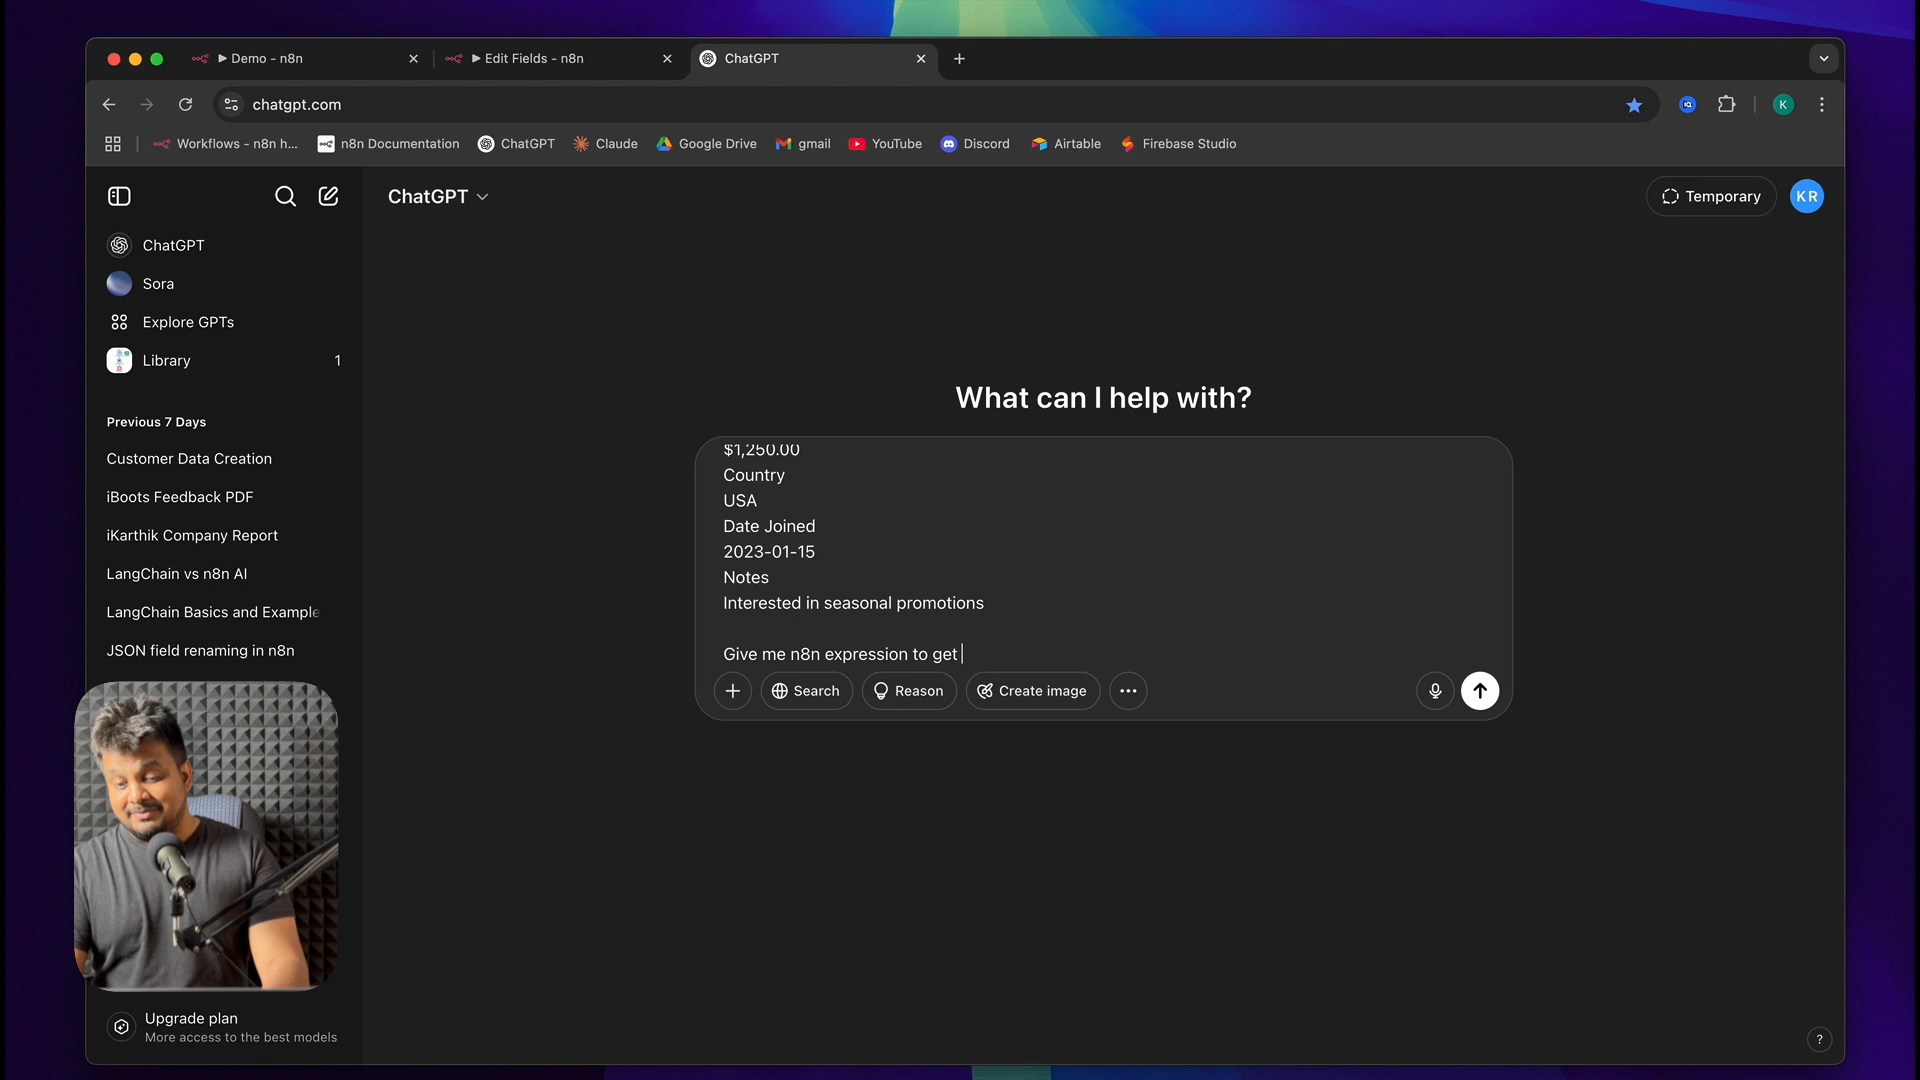 Demo - n8n
Edit Fields - n8n
ChatGPT
chatgpt.com
K
Workflows - n8n h...
n8n Documentation
ChatGPT
Claude
Google Drive
gmail
YouTube
Discord
Airtable
Firebase Studio
ChatGPT
Temporary
KR
ChatGPT
Sora
Explore GPTs
Library
1
Previous 7 Days
Customer Data Creation
iBoots Feedback PDF
iKarthik Company Report
LangChain vs n8n AI
LangChain Basics and Example
JSON field renaming in n8n
What can I help with?
$1,250.00
Country
USA
Date Joined
2023-01-15
Notes
Interested in seasonal promotions
Give me n8n expression to get
Search
Reason
Create image
Upgrade plan
More access to the best models
?